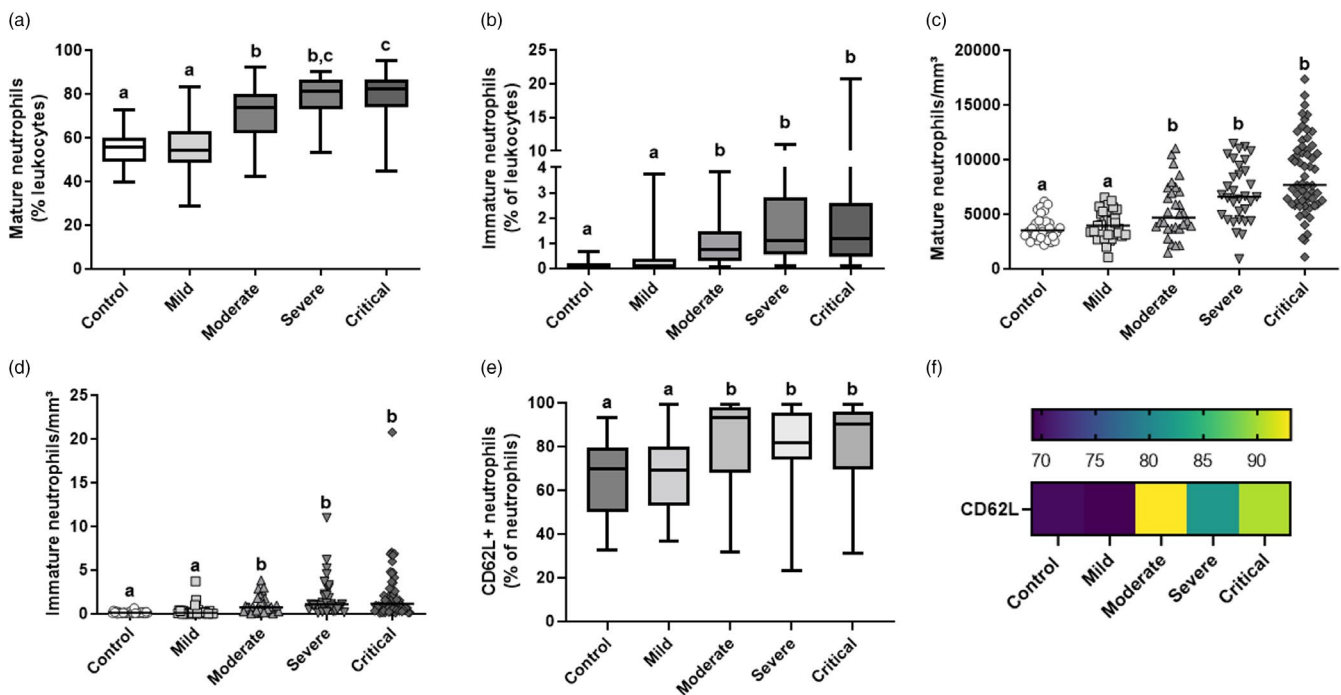 (a)
Mature neutrophils
(% leukocytes)
100
80
60
40
20
0
a
a
b
b,c
c
Control
Mild
Moderate
Severe
Critical
(b)
Immature neutrophils
(% of leukocytes)
25
20
15
10
4
3
2
1
0
a
a
b
b
b
Control
Mild
Moderate
Severe
Critical
(c)
Mature neutrophils/mm³
20000
15000
10000
5000
0
a
a
b
b
b
Control
Mild
Moderate
Severe
Critical
(d)
Immature neutrophils/mm³
25
20
15
10
5
0
a
a
b
b
b
Control
Mild
Moderate
Severe
Critical
(e)
CD62L+ neutrophils
(% of neutrophils)
100
80
60
40
20
0
a
a
b
b
b
Control
Mild
Moderate
Severe
Critical
(f)
70 75 80 85 90
CD62L
Control
Mild
Moderate
Severe
Critical